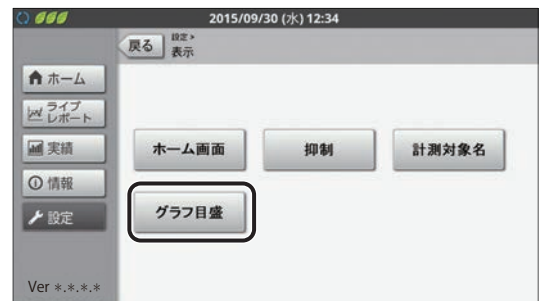 2015/09/30 (水) 12:34
戻る
設定 >
表示
ホーム
ライブ
レポート
実績
情報
設定
ホーム画面
抑制
計測対象名
グラフ目盛
Ver *.*.*.*